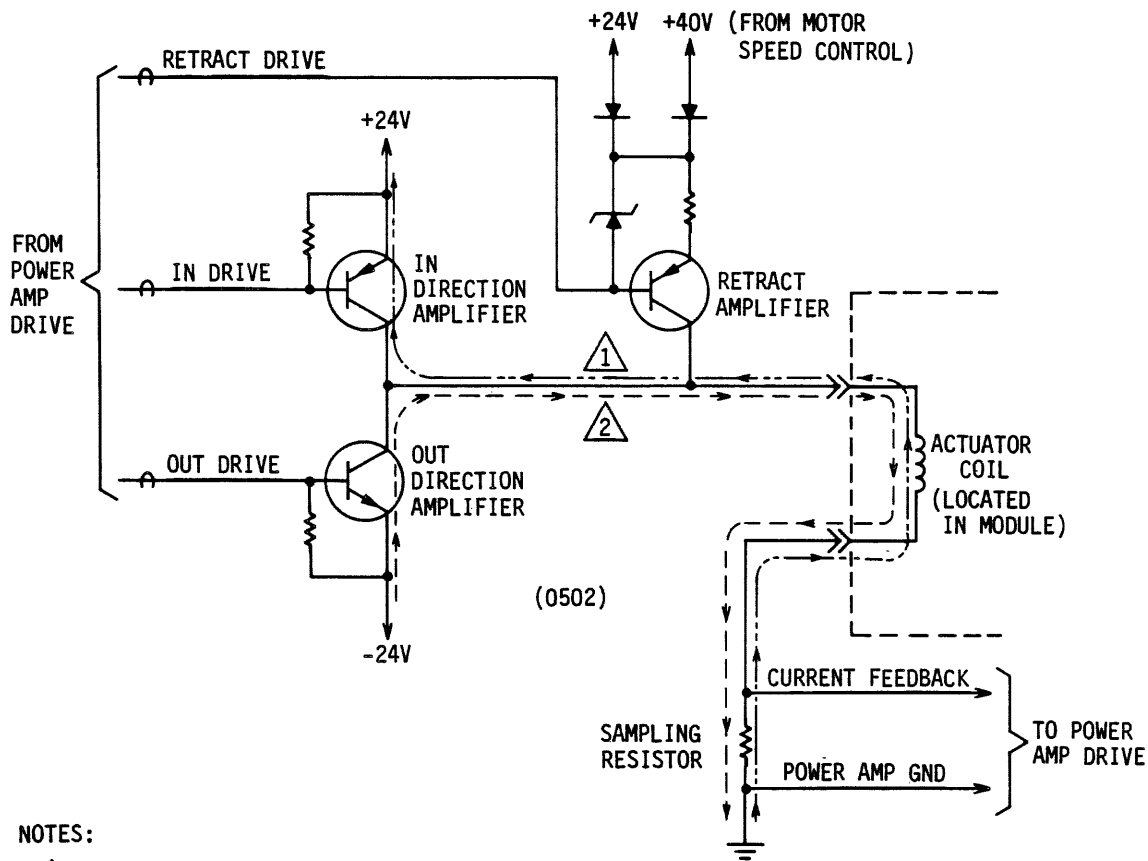 +24V +40V (FROM MOTOR
SPEED CONTROL)
RETRACT DRIVE
+24V
FROM
POWER
AMP
DRIVE
IN DRIVE
IN
DIRECTION
AMPLIFIER
RETRACT
AMPLIFIER
1
2
OUT DRIVE
OUT
DIRECTION
AMPLIFIER
ACTUATOR
COIL
(LOCATED
IN MODULE)
(0502)
-24V
CURRENT FEEDBACK
SAMPLING
RESISTOR
TO POWER
AMP DRIVE
POWER AMP GND
NOTES: